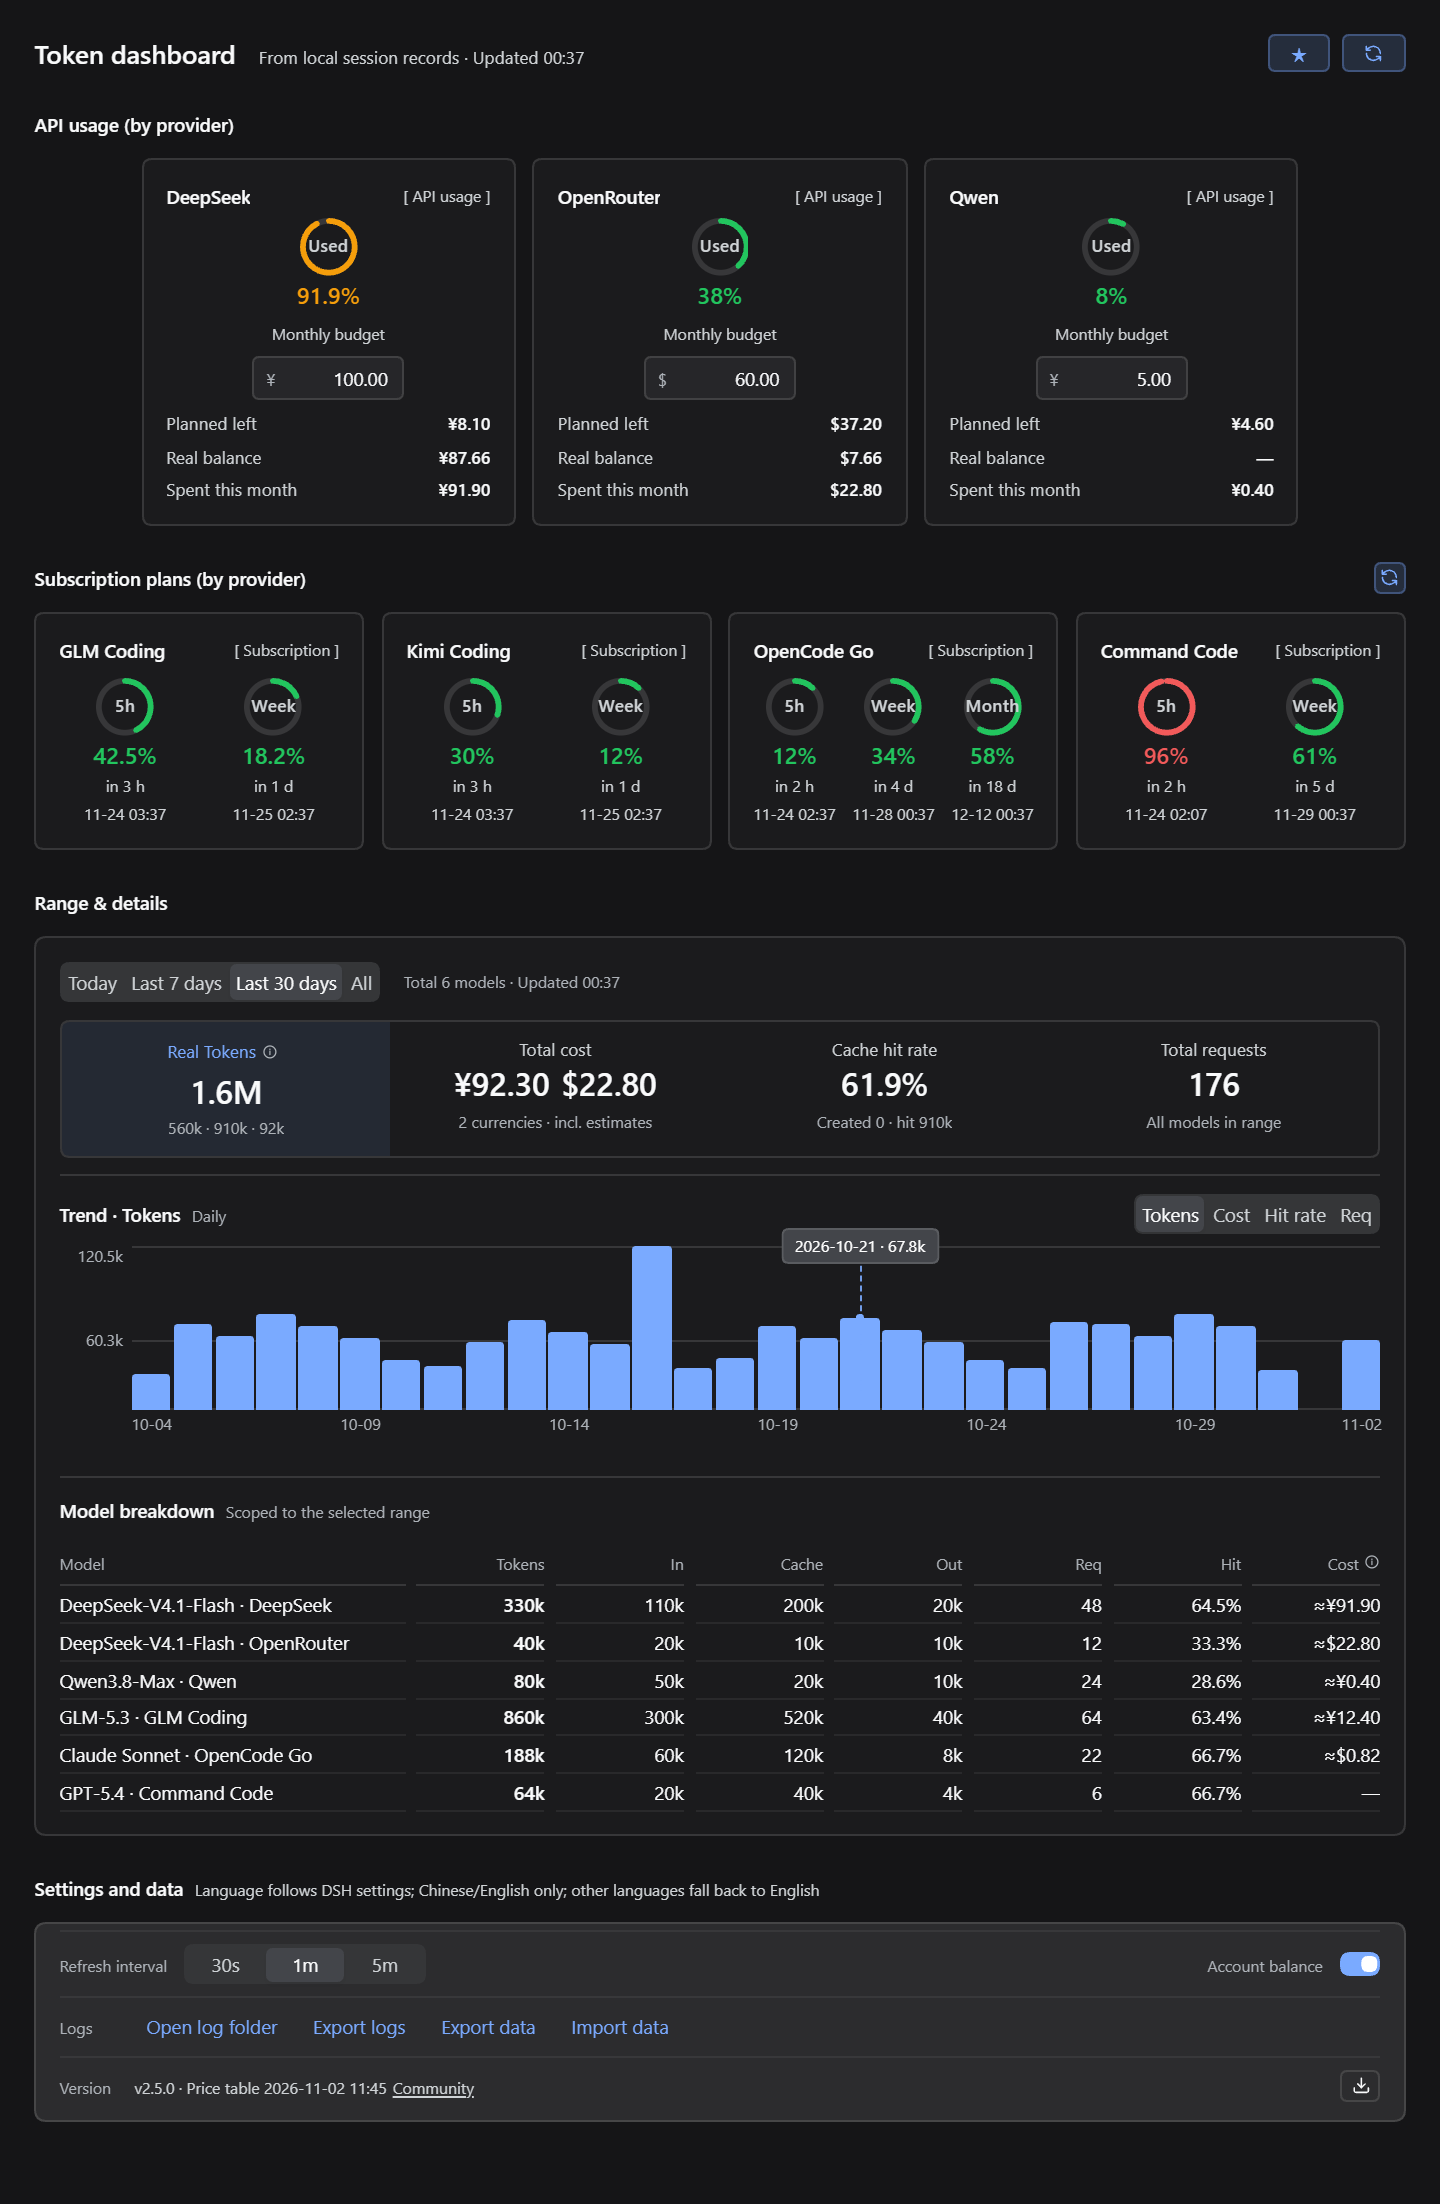 Token dashboard From local session records · Updated 00:37
★
API usage (by provider)
DeepSeek [ API usage ]
Used
91.9%
Monthly budget
¥ 100.00
Planned left ¥8.10
Real balance ¥87.66
Spent this month ¥91.90
OpenRouter [ API usage ]
Used
38%
Monthly budget
$ 60.00
Planned left $37.20
Real balance $7.66
Spent this month $22.80
Qwen [ API usage ]
Used
8%
Monthly budget
¥ 5.00
Planned left ¥4.60
Real balance —
Spent this month ¥0.40
Subscription plans (by provider)
GLM Coding [ Subscription ]
5h Week
42.5% 18.2%
in 3 h in 1 d
11-24 03:37 11-25 02:37
Kimi Coding [ Subscription ]
5h Week
30% 12%
in 3 h in 1 d
11-24 03:37 11-25 02:37
OpenCode Go [ Subscription ]
5h Week Month
12% 34% 58%
in 2 h in 4 d in 18 d
11-24 02:37 11-28 00:37 12-12 00:37
Command Code [ Subscription ]
5h Week
96% 61%
in 2 h in 5 d
11-24 02:07 11-29 00:37
Range & details
Today Last 7 days Last 30 days All Total 6 models · Updated 00:37
Real Tokens
1.6M
560k · 910k · 92k
Total cost
¥92.30 $22.80
2 currencies · incl. estimates
Cache hit rate
61.9%
Created 0 · hit 910k
Total requests
176
All models in range
Trend · Tokens Daily
Tokens Cost Hit rate Req
2026-10-21 · 67.8k
120.5k
60.3k
10-04 10-09 10-14 10-19 10-24 10-29 11-02
Model breakdown Scoped to the selected range
Model Tokens In Cache Out Req Hit Cost
DeepSeek-V4.1-Flash · DeepSeek 330k 110k 200k 20k 48 64.5% ≈¥91.90
DeepSeek-V4.1-Flash · OpenRouter 40k 20k 10k 10k 12 33.3% ≈$22.80
Qwen3.8-Max · Qwen 80k 50k 20k 10k 24 28.6% ≈¥0.40
GLM-5.3 · GLM Coding 860k 300k 520k 40k 64 63.4% ≈¥12.40
Claude Sonnet · OpenCode Go 188k 60k 120k 8k 22 66.7% ≈$0.82
GPT-5.4 · Command Code 64k 20k 40k 4k 6 66.7% —
Settings and data Language follows DSH settings; Chinese/English only; other languages fall back to English
Refresh interval 30s 1m 5m Account balance
Logs Open log folder Export logs Export data Import data
Version v2.5.0 · Price table 2026-11-02 11:45 Community